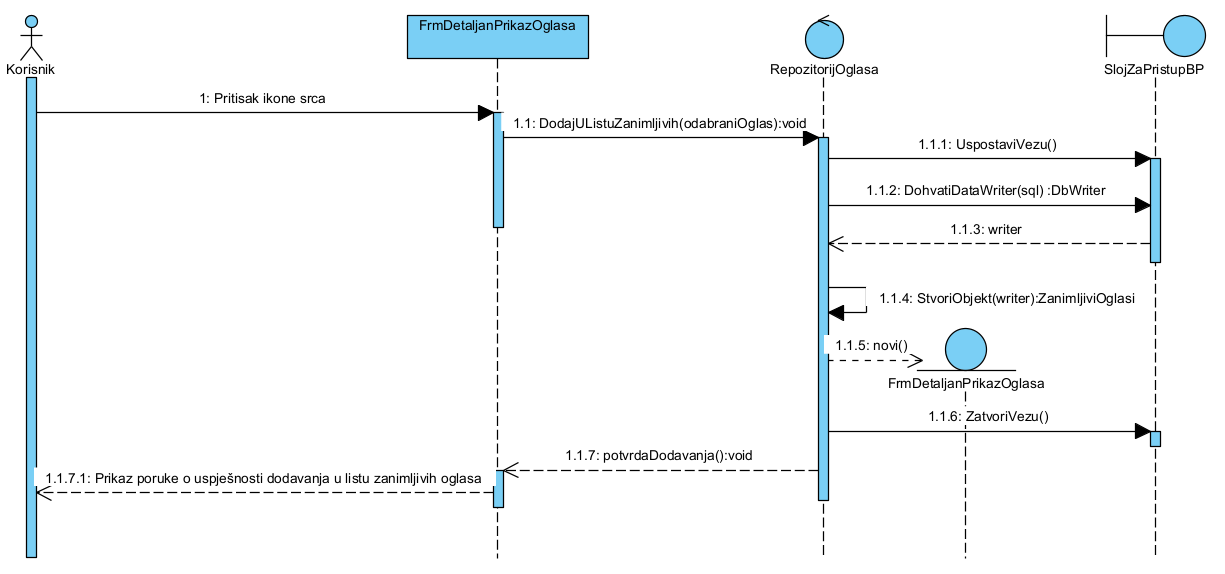 FrmDetaljanPrikazOglasa
Korisnik
RepozitorijOglasa
SlojZaPristupBP
1: Pritisak ikone srca
1.1: DodajUListuZanimljivih(odabraniOglas):void
1.1.1: UspostaviVezu()
1.1.2: DohvatiDataWriter(sql) :DbWriter
1.1.3: writer
1.1.4: StvoriObjekt(writer):ZanimljiviOglasi
1.1.5: novi()
FrmDetaljanPrikazOglasa
1.1.6: ZatvoriVezu()
1.1.7: potvrdaDodavanja():void
1.1.7.1: Prikaz poruke o uspješnosti dodavanja u listu zanimljivih oglasa